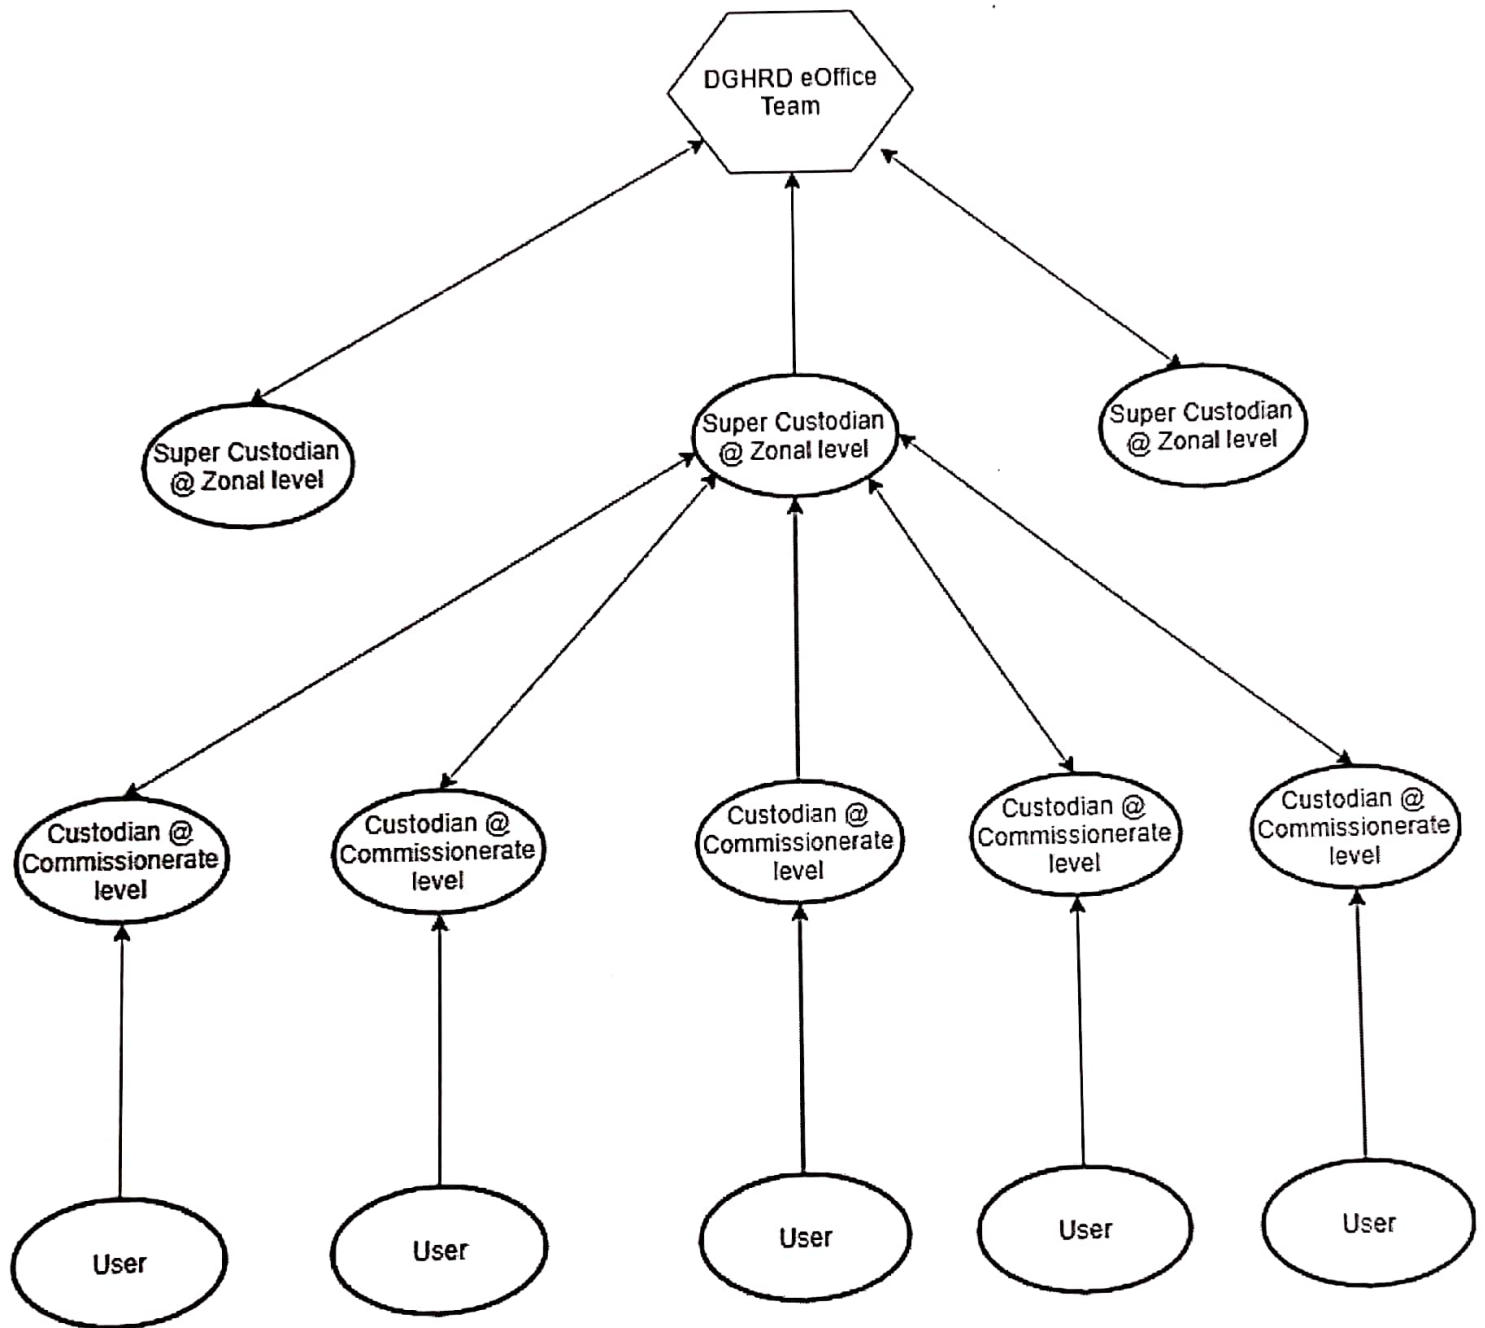 DGHRD eOffice
Team
Super Custodian
@ Zonal level
Super Custodian
@ Zonal level
Super Custodian
@ Zonal level
Custodian @
Commissionerate
level
Custodian @
Commissionerate
level
Custodian @
Commissionerate
level
Custodian @
Commissionerate
level
Custodian @
Commissionerate
level
User
User
User
User
User